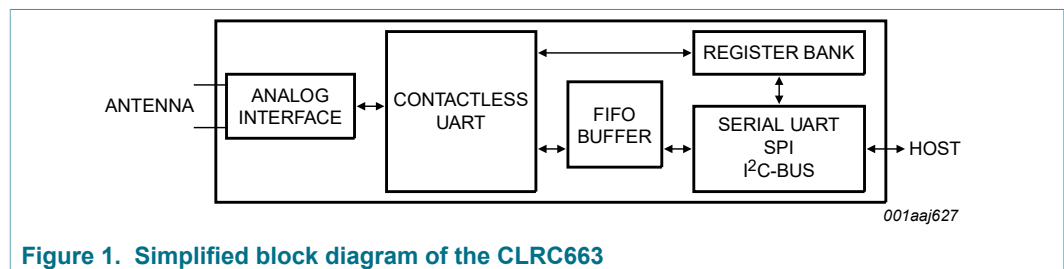 ANTENNA
ANALOG
INTERFACE
CONTACTLESS
UART
FIFO
BUFFER
REGISTER BANK
SERIAL UART
SPI
I²C-BUS
HOST
001aaj627
Figure 1. Simplified block diagram of the CLRC663